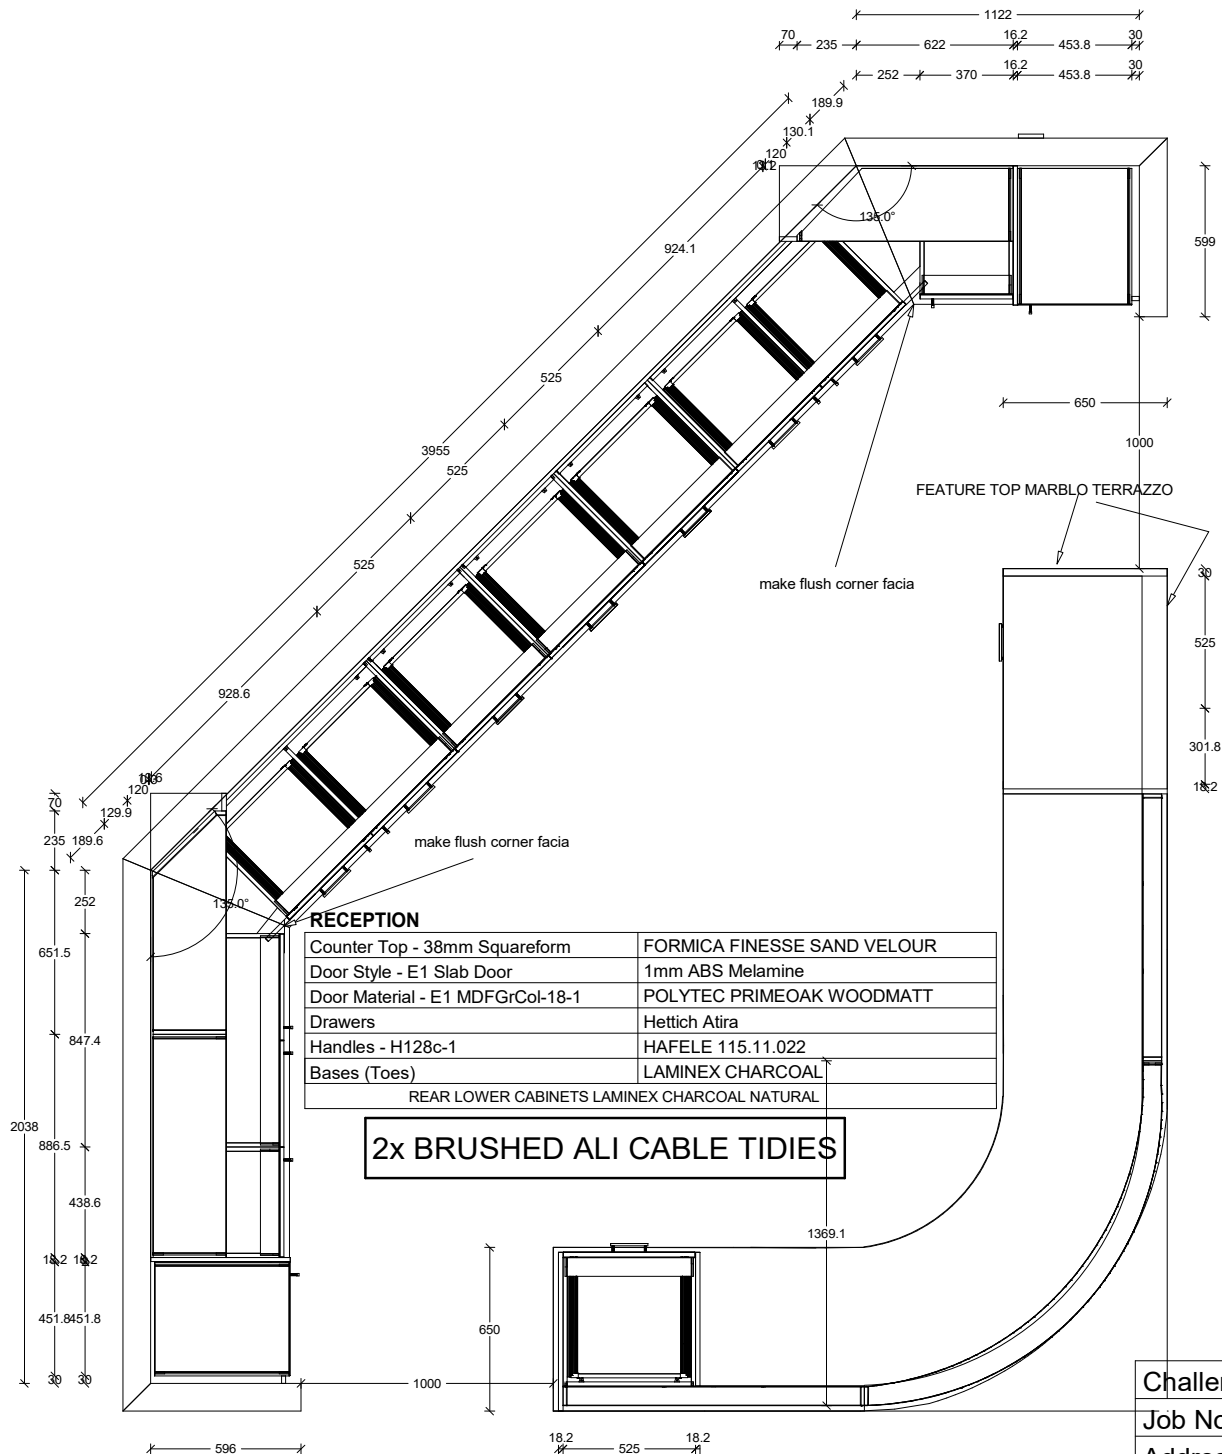 1122
70 235 622 16.2 453.8 30
252 370 16.2 453.8 30
189.9
130.1
120
135.0°
599
924.1
525
3955
525
525
928.6
650
1000
FEATURE TOP MARBLO TERRAZZO
make flush corner facia
30
525
301.8
18.2
70
120
129.9
235
189.6
make flush corner facia
252
135.0°
651.5
847.4
2038
886.5
438.6
18.2 18.2
451.8 451.8
30 30
596
RECEPTION
Counter Top - 38mm Squareform FORMICA FINESSE SAND VELOUR
Door Style - E1 Slab Door 1mm ABS Melamine
Door Material - E1 MDFGrCol-18-1 POLYTEC PRIMEOAK WOODMATT
Drawers Hettich Atira
Handles - H128c-1 HAFELE 115.11.022
Bases (Toes) LAMINEX CHARCOAL
REAR LOWER CABINETS LAMINEX CHARCOAL NATURAL
2x BRUSHED ALI CABLE TIDIES
1369.1
650
1000
18.2 525 18.2
Job No